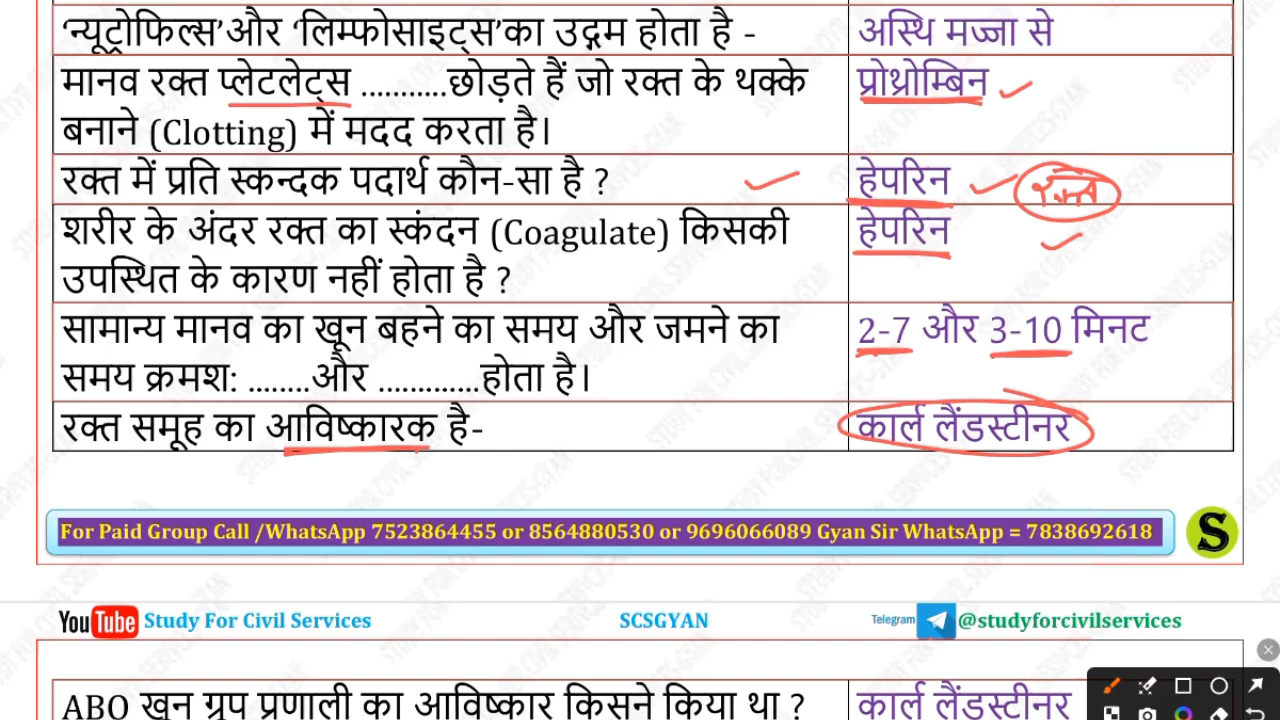 ‘न्यूट्रोफिल्स’और ‘लिम्फोसाइट्स’का उद्गम होता है -
अस्थि मज्जा से
मानव रक्त प्लेटलेट्स ...........छोड़ते हैं जो रक्त के थक्के
बनाने (Clotting) में मदद करता है।
प्रोथ्रोम्बिन
रक्त में प्रति स्कन्दक पदार्थ कौन-सा है ?
हेपरिन
शरीर के अंदर रक्त का स्कंदन (Coagulate) किसकी
उपस्थित के कारण नहीं होता है ?
हेपरिन
सामान्य मानव का खून बहने का समय और जमने का
समय क्रमश: ........और .............होता है।
2-7 और 3-10 मिनट
रक्त समूह का आविष्कारक है-
कार्ल लैंडस्टीनर
For Paid Group Call /WhatsApp 7523864455 or 8564880530 or 9696066089 Gyan Sir WhatsApp = 7838692618
S
YouTube Study For Civil Services
SCSGYAN
Telegram @studyforcivilservices
ABO खून ग्रुप प्रणाली का आविष्कार किसने किया था ?
कार्ल लैंडस्टीनर